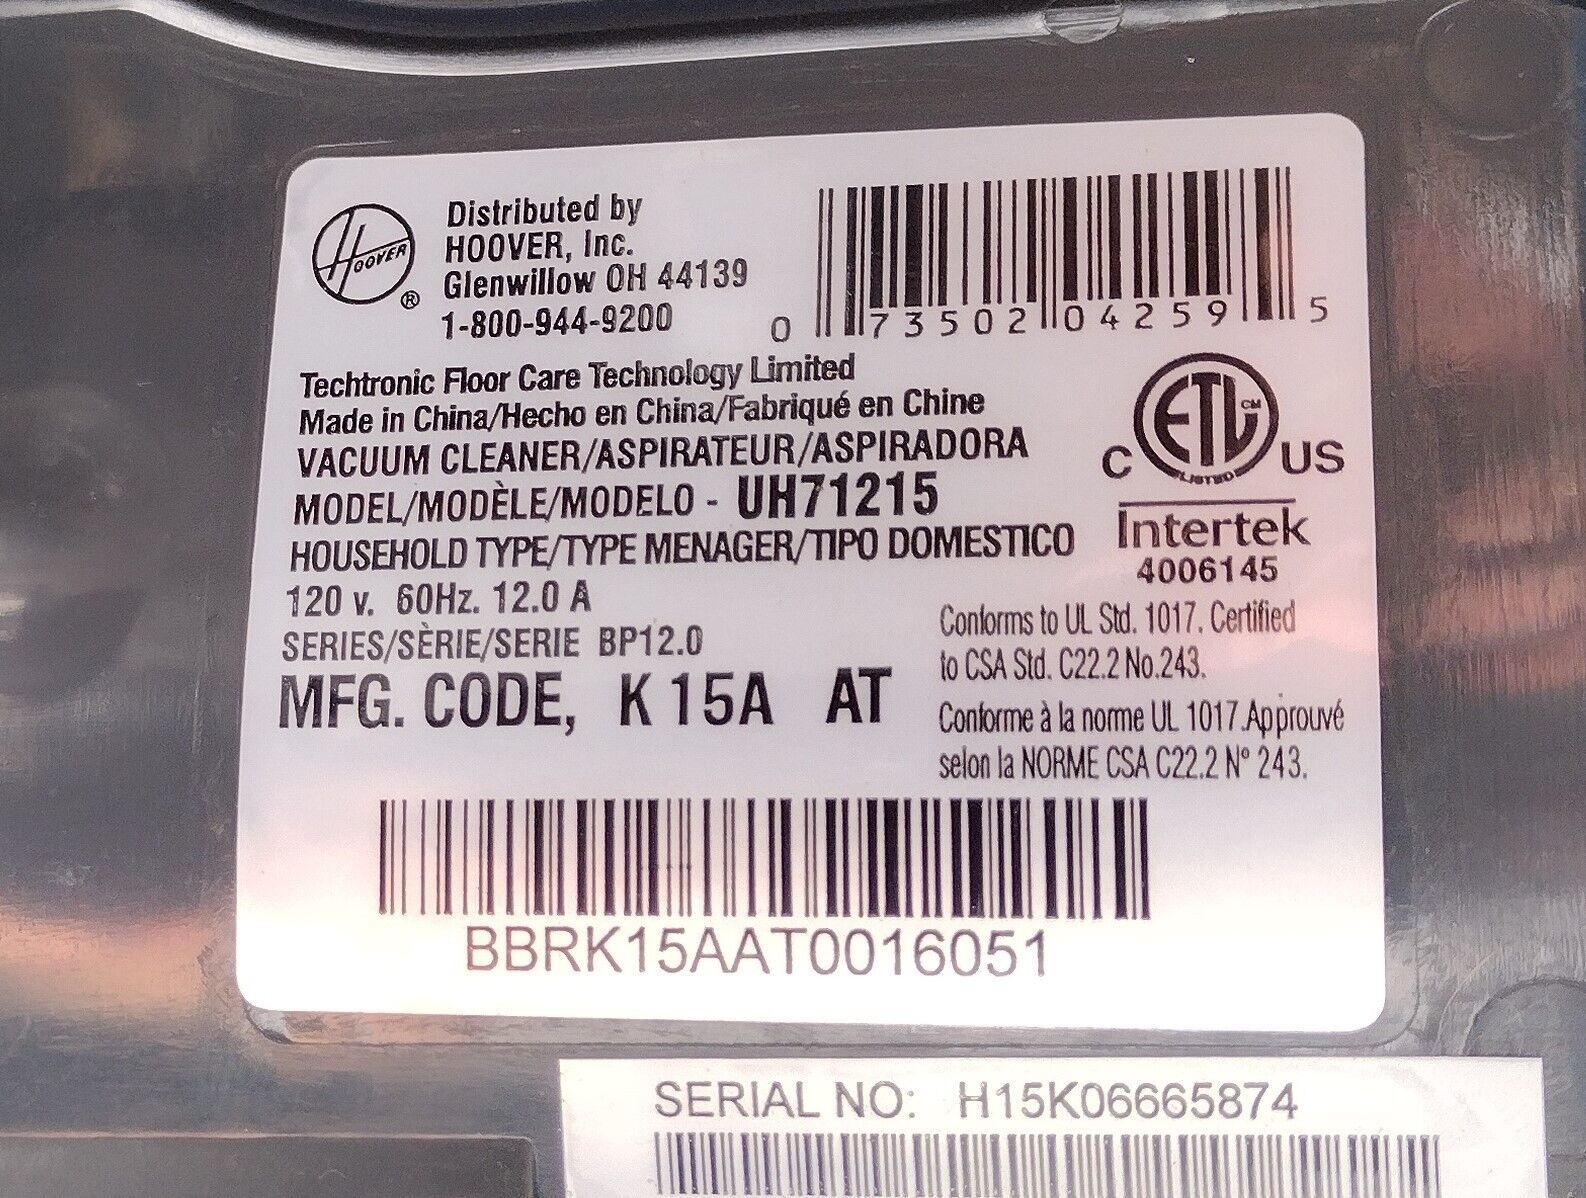 HOOVER ®
Distributed by
HOOVER, Inc.
Glenwillow OH 44139
1-800-944-9200
0 73502 04259 5
Techtronic Floor Care Technology Limited
Made in China/Hecho en China/Fabriqué en Chine
VACUUM CLEANER/ASPIRATEUR/ASPIRADORA
MODEL/MODÈLE/MODELO - UH71215
HOUSEHOLD TYPE/TYPE MENAGER/TIPO DOMESTICO
120 v. 60Hz. 12.0 A
SERIES/SÈRIE/SERIE BP12.0
MFG. CODE, K15A AT
C ETL CM LISTED US
Intertek
4006145
Conforms to UL Std. 1017. Certified
to CSA Std. C22.2 No.243.
Conforme à la norme UL 1017.Approuvé
selon la NORME CSA C22.2 N° 243.
BBRK15AAT0016051
SERIAL NO: H15K06665874